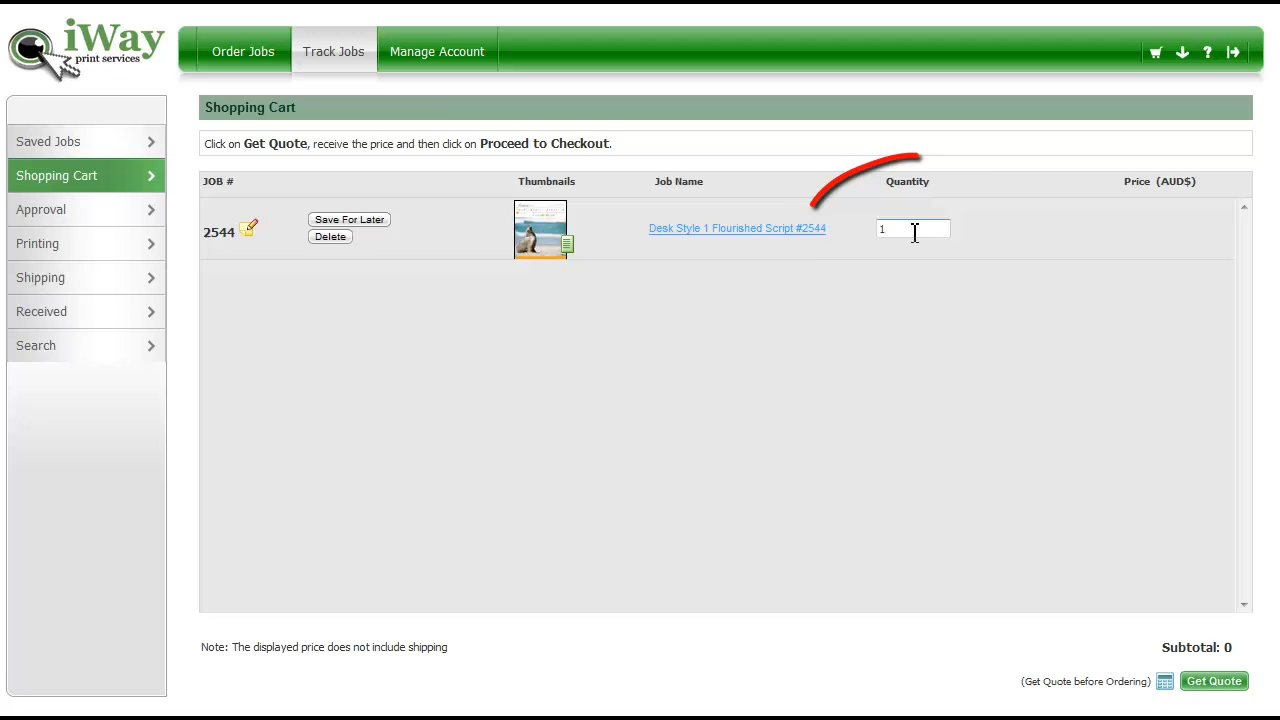 iWay
print services
Order Jobs
Track Jobs
Manage Account
?
Saved Jobs
Shopping Cart
Approval
Printing
Shipping
Received
Search
Shopping Cart
Click on Get Quote, receive the price and then click on Proceed to Checkout.
JOB # Thumbnails Job Name Quantity Price (AUD$)
2544 Save For Later Desk Style 1 Flourished Script #2544 1
Delete
Note: The displayed price does not include shipping
Subtotal: 0
(Get Quote before Ordering) Get Quote